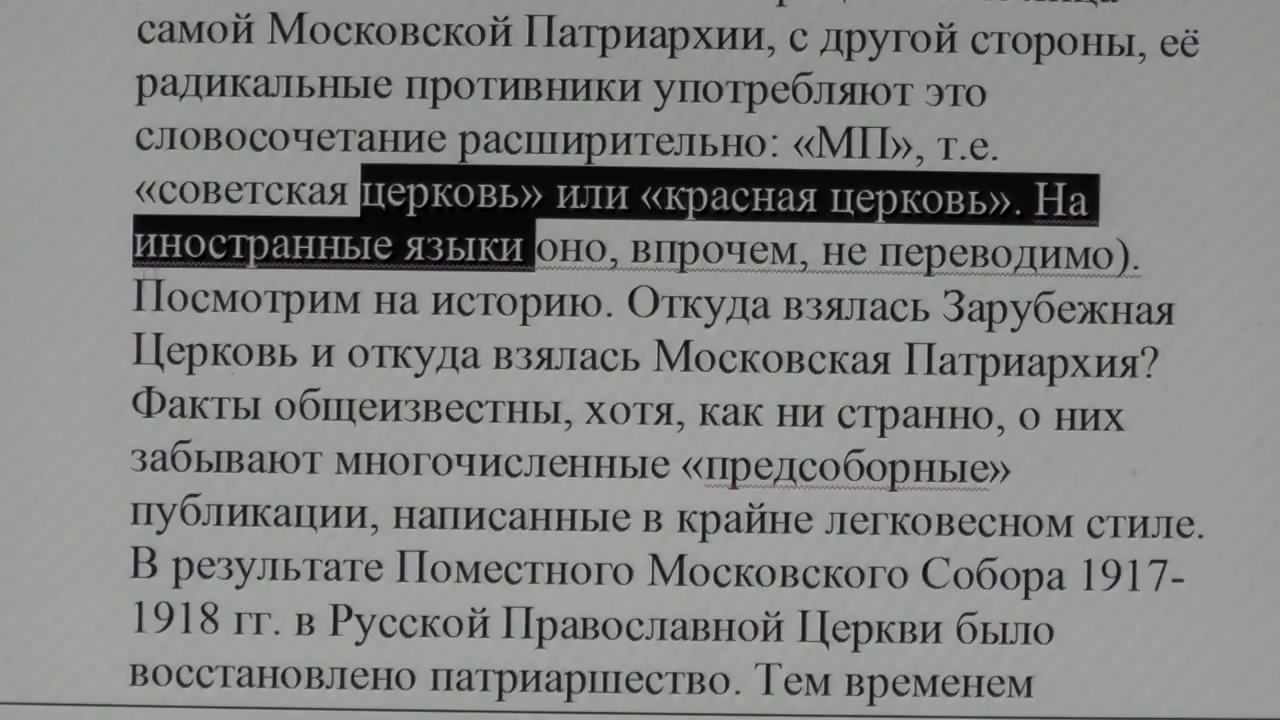 самой Московской Патриархии, с другой стороны, её
радикальные противники употребляют это
словосочетание расширительно: «МП», т.е.
«советская церковь» или «красная церковь». На
иностранные языки оно, впрочем, не переводимо).
Посмотрим на историю. Откуда взялась Зарубежная
Церковь и откуда взялась Московская Патриархия?
Факты общеизвестны, хотя, как ни странно, о них
забывают многочисленные «предсоборные»
публикации, написанные в крайне легковесном стиле.
В результате Поместного Московского Собора 1917-
1918 гг. в Русской Православной Церкви было
восстановлено патриаршество. Тем временем